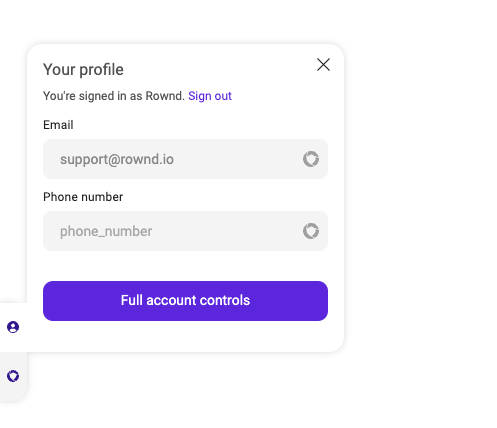 Your profile
You're signed in as Rownd. Sign out
Email
support@rownd.io
Phone number
phone_number
Full account controls